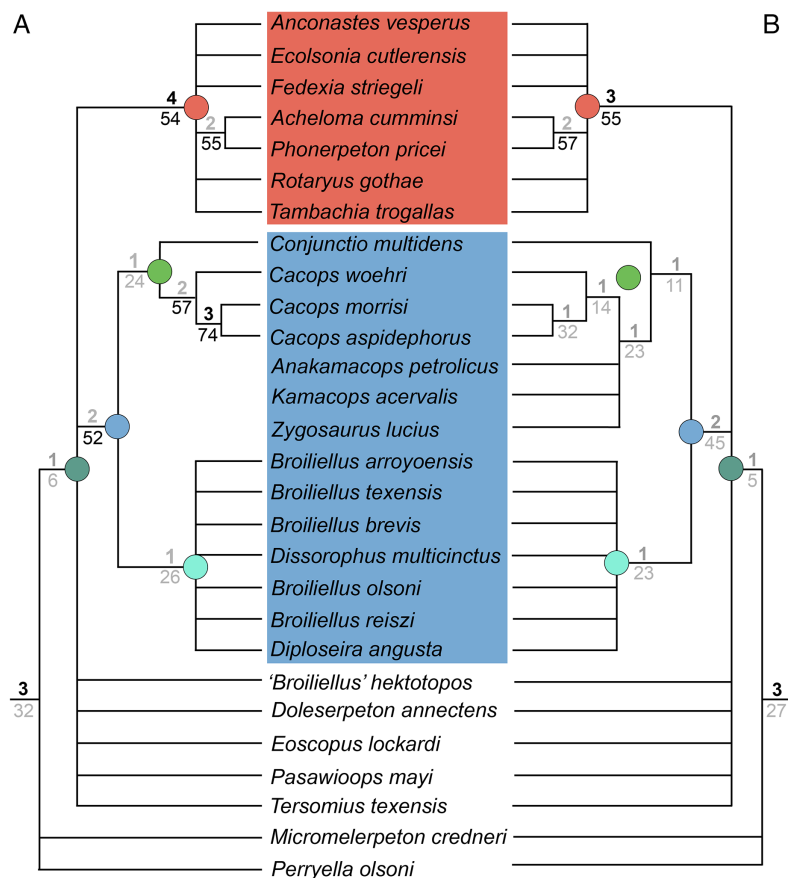 A
B
Anconastes vesperus
Ecolsonia cutlerensis
Fedexia striegeli
4
54
3
55
Acheloma cumminsi
2
55
2
57
Phonerpeton pricei
Rotaryus gothae
Tambachia trogallas
Conjunctio multidens
1
24
1
11
Cacops woehri
2
57
1
14
Cacops morrisi
3
74
1
32
Cacops aspidephorus
1
23
Anakamacops petrolicus
Kamacops acervalis
Zygosaurus lucius
2
52
2
45
Broiliellus arroyoensis
1
6
1
5
Broiliellus texensis
Broiliellus brevis
Dissorophus multicinctus
1
26
1
23
Broiliellus olsoni
Broiliellus reiszi
Diploseira angusta
‘Broiliellus’ hektotopos
3
32
3
27
Doleserpeton annectens
Eoscopus lockardi
Pasawioops mayi
Tersomius texensis
Micromelerpeton credneri
Perryella olsoni